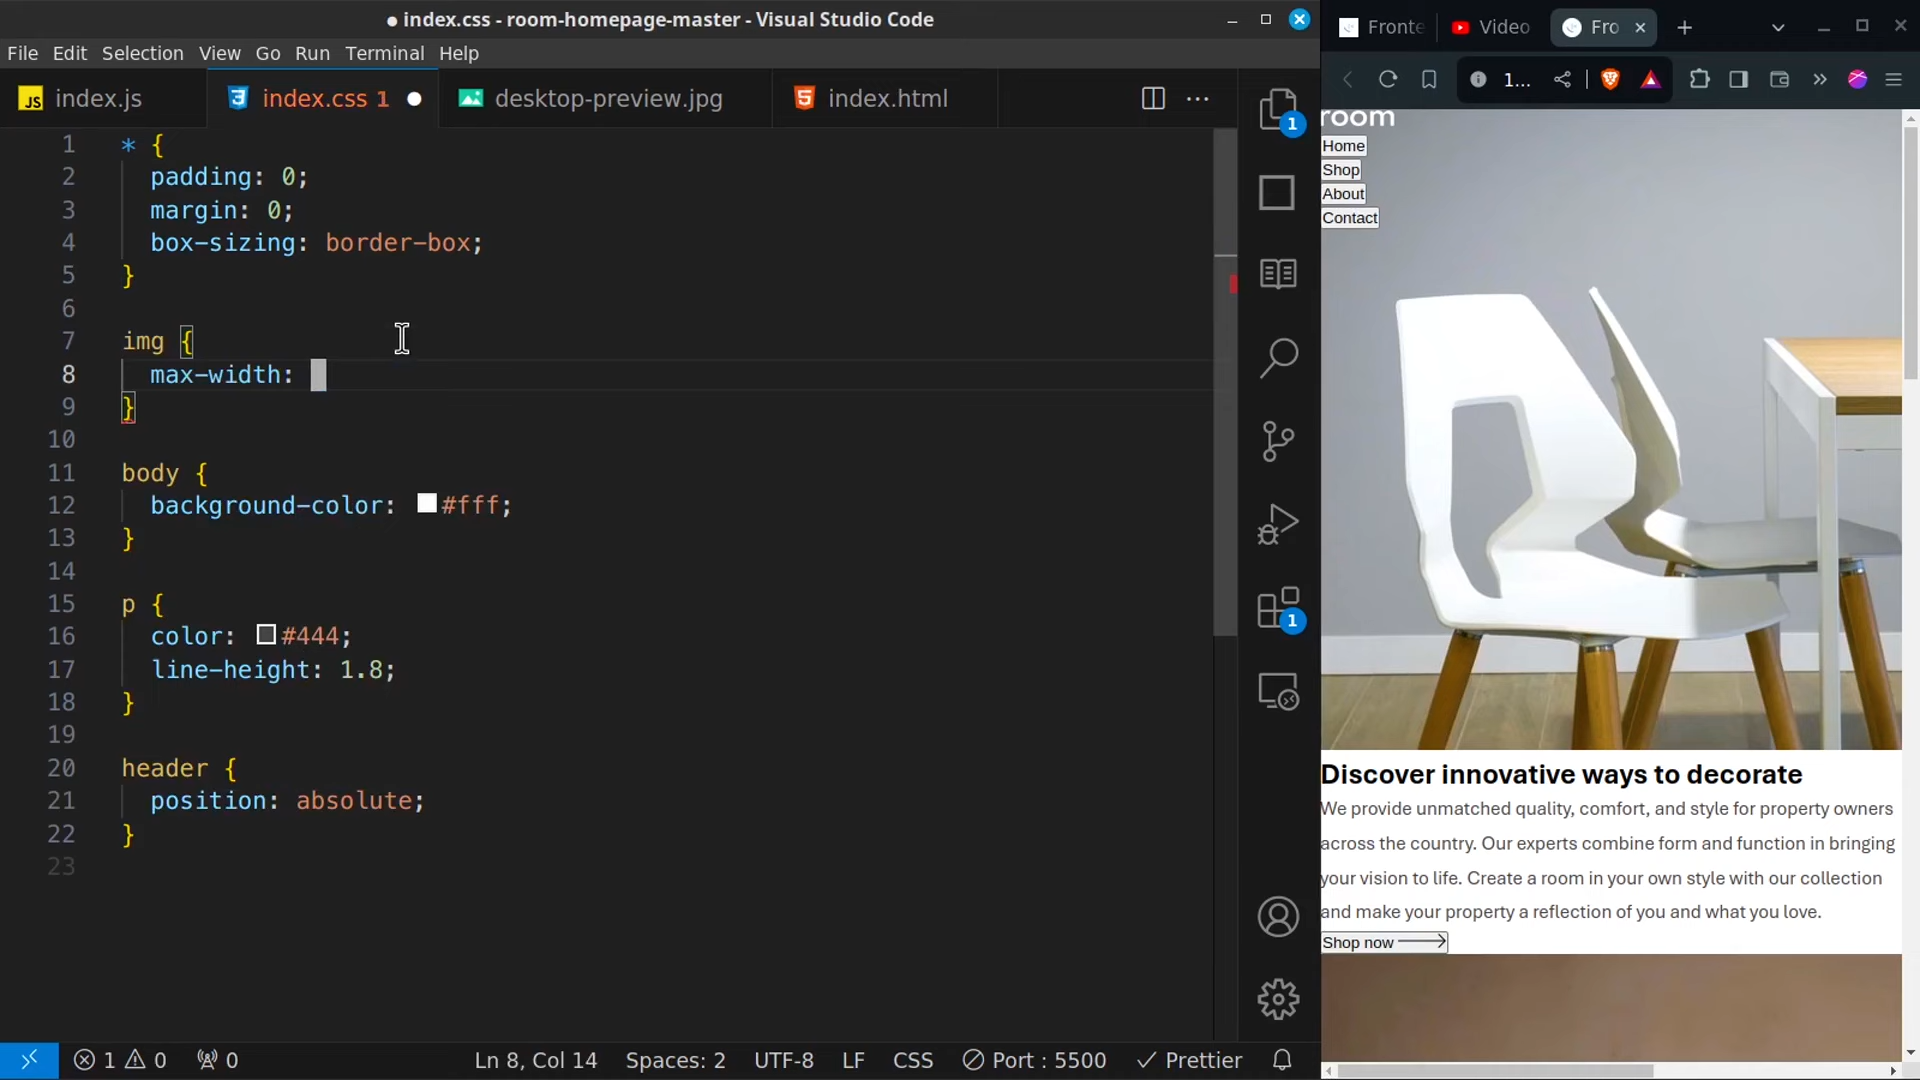 index.css - room-homepage-master - Visual Studio Code
File Edit Selection View Go Run Terminal Help
JS index.js
index.css 1
desktop-preview.jpg
index.html
1 * {
2 padding: 0;
3 margin: 0;
4 box-sizing: border-box;
5 }
6
7 img {
8 max-width:
9 }
10
11 body {
12 background-color: #fff;
13 }
14
15 p {
16 color: #444;
17 line-height: 1.8;
18 }
19
20 header {
21 position: absolute;
22 }
23
1
1
1 0 0
Ln 8, Col 14 Spaces: 2 UTF-8 LF CSS Port : 5500 Prettier
Fronte Video Fro
1...
room
Home
Shop
About
Contact
Discover innovative ways to decorate
We provide unmatched quality, comfort, and style for property owners
across the country. Our experts combine form and function in bringing
your vision to life. Create a room in your own style with our collection
and make your property a reflection of you and what you love.
Shop now